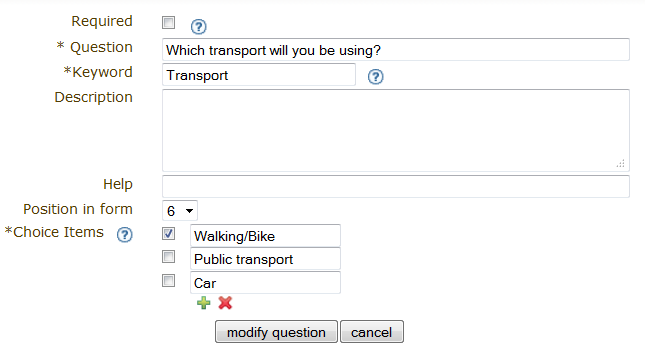 Required ?
* Question Which transport will you be using?
*Keyword Transport ?
Description
Help
Position in form 6
*Choice Items ? Walking/Bike
Public transport
Car
modify question cancel